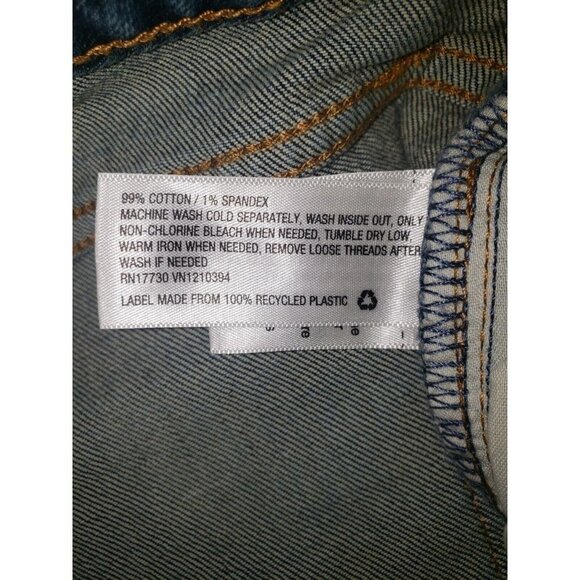 99% COTTON / 1% SPANDEX
MACHINE WASH COLD SEPARATELY, WASH INSIDE OUT, ONLY
NON-CHLORINE BLEACH WHEN NEEDED, TUMBLE DRY LOW,
WARM IRON WHEN NEEDED, REMOVE LOOSE THREADS AFTER
WASH IF NEEDED
RN17730 VN1210394
LABEL MADE FROM 100% RECYCLED PLASTIC